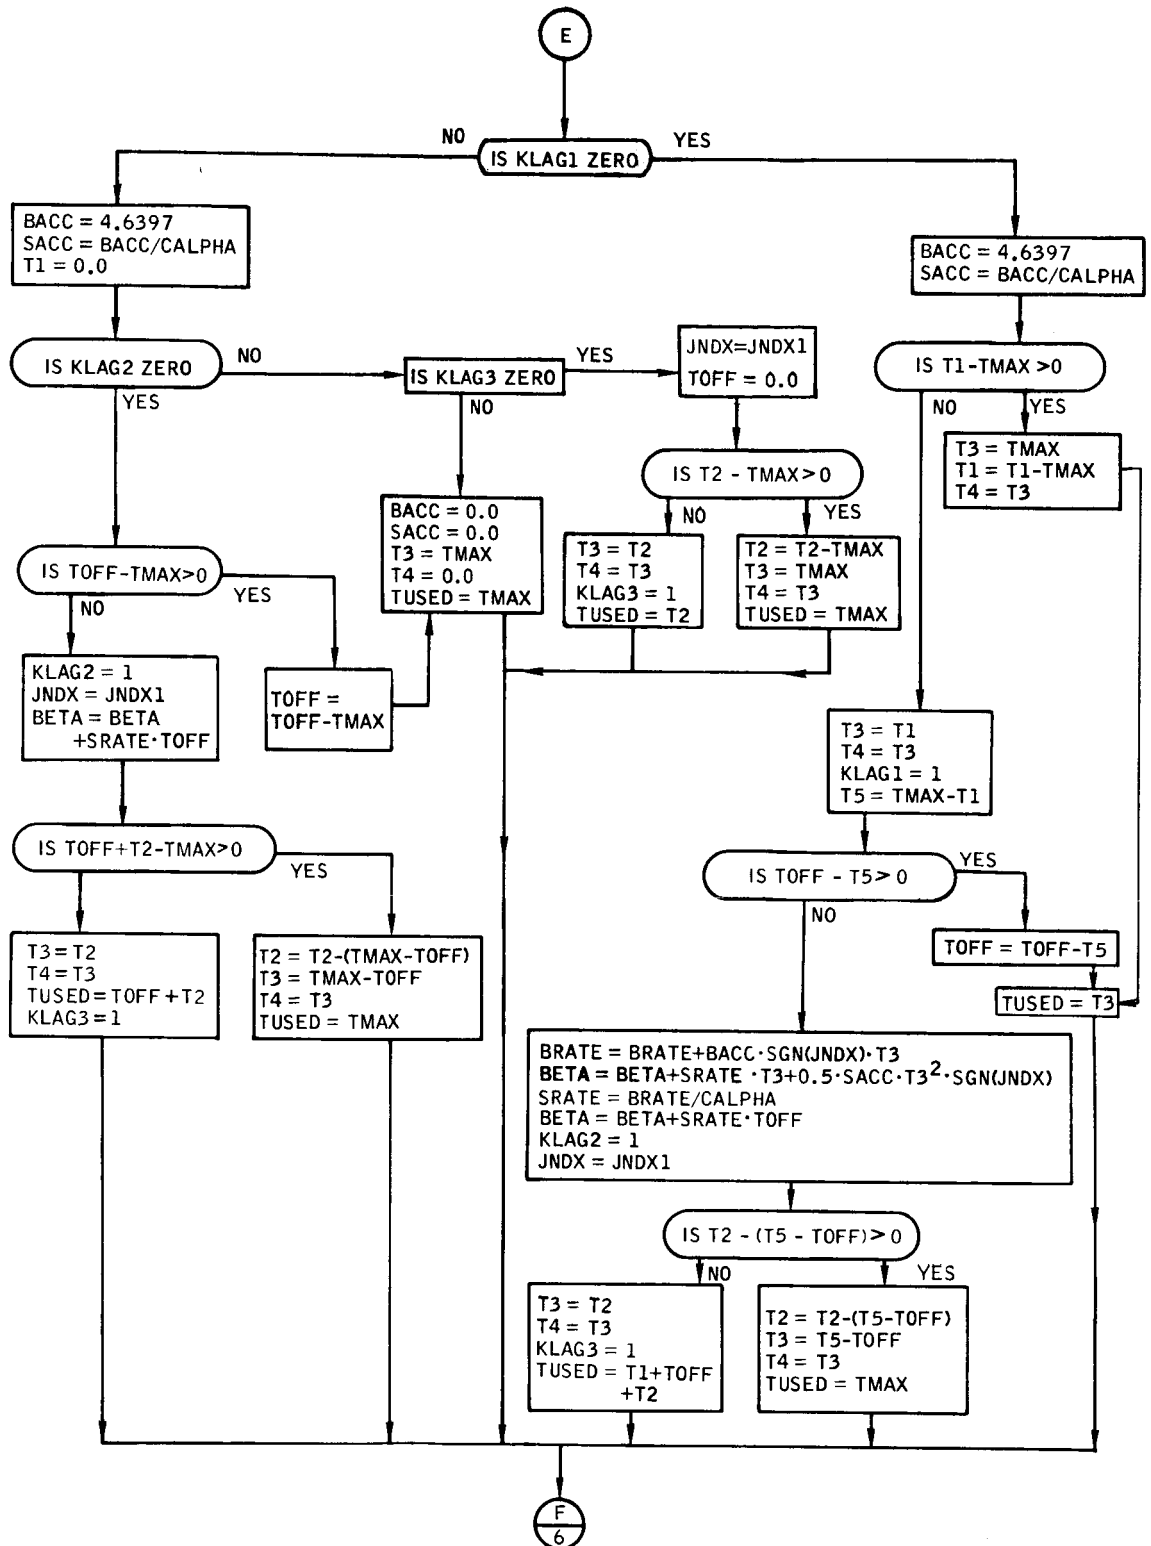 E
NO
YES
IS KLAG1 ZERO
BACC = 4.6397
SACC = BACC/CALPHA
T1 = 0.0
BACC = 4.6397
SACC = BACC/CALPHA
IS KLAG2 ZERO
NO
YES
IS KLAG3 ZERO
YES
NO
JNDX=JNDX1
TOFF = 0.0
IS T1-TMAX >0
NO
YES
T3 = TMAX
T1 = T1-TMAX
T4 = T3
IS T2 - TMAX>0
NO
YES
BACC = 0.0
SACC = 0.0
T3 = TMAX
T4 = 0.0
TUSED = TMAX
T3 = T2
T4 = T3
KLAG3 = 1
TUSED = T2
T2 = T2-TMAX
T3 = TMAX
T4 = T3
TUSED = TMAX
IS TOFF-TMAX>0
NO
YES
KLAG2 = 1
JNDX = JNDX1
BETA = BETA
+SRATE·TOFF
TOFF =
TOFF-TMAX
T3 = T1
T4 = T3
KLAG1 = 1
T5 = TMAX-T1
IS TOFF+T2-TMAX>0
YES
IS TOFF - T5> 0
YES
NO
T3 = T2
T4 = T3
TUSED=TOFF+T2
KLAG3=1
T2 = T2-(TMAX-TOFF)
T3 = TMAX-TOFF
T4 = T3
TUSED = TMAX
TOFF = TOFF-T5
TUSED = T3
BRATE = BRATE+BACC·SGN(JNDX)·T3
BETA = BETA+SRATE ·T3+0.5·SACC·T3²·SGN(JNDX)
SRATE = BRATE/CALPHA
BETA = BETA+SRATE·TOFF
KLAG2 = 1
JNDX = JNDX1
IS T2 - (T5 - TOFF)> 0
NO
YES
T3 = T2
T4 = T3
KLAG3 = 1
TUSED = T1+TOFF
+T2
T2 = T2-(T5-TOFF)
T3 = T5-TOFF
T4 = T3
TUSED = TMAX
F
6